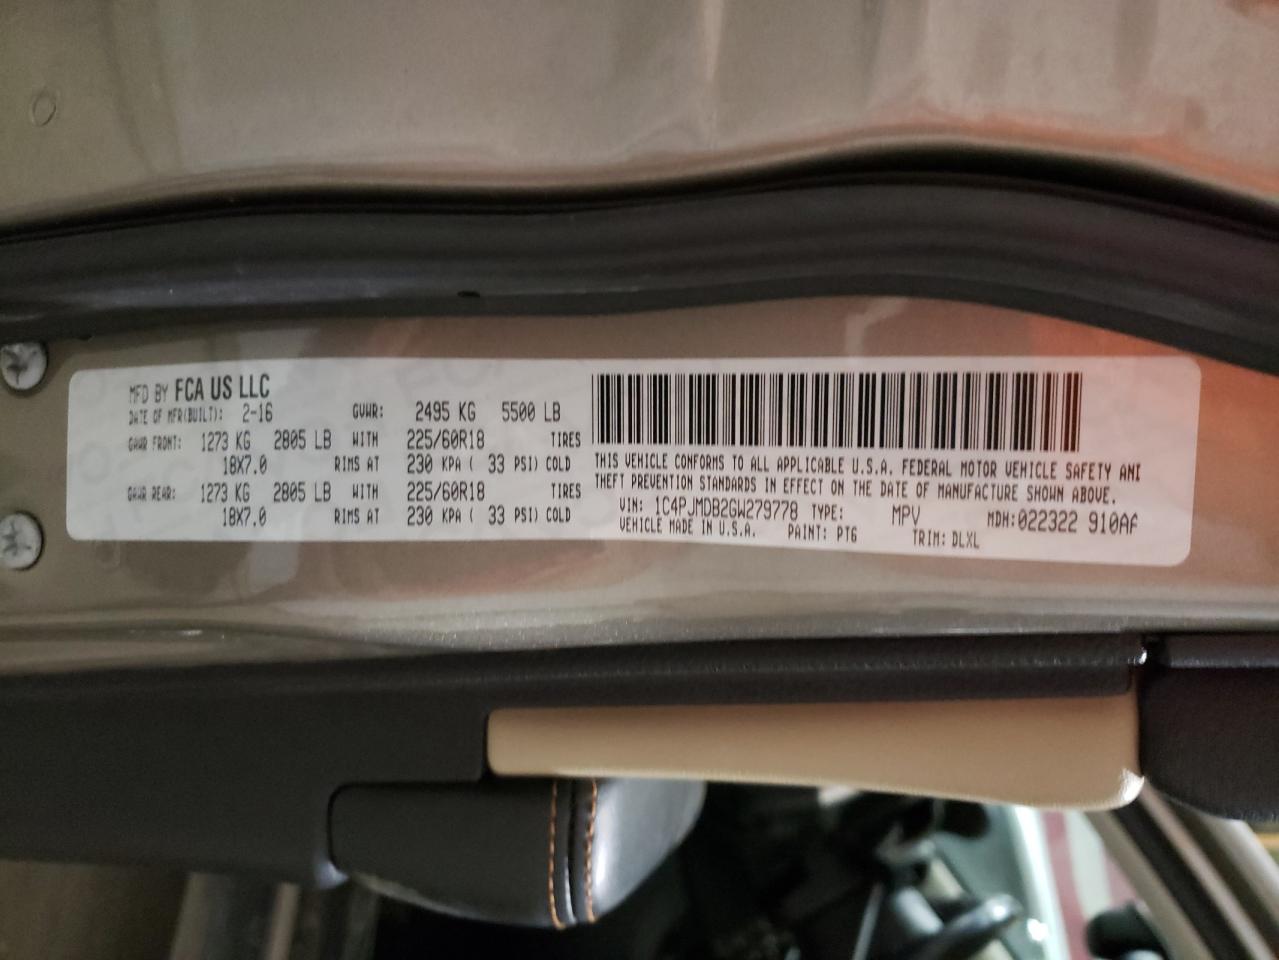 MFD BY FCA US LLC
DATE OF MFR(BUILT): 2-16 GVWR: 2495 KG 5500 LB
GAWR FRONT: 1273 KG 2805 LB WITH 225/60R18 TIRES
18X7.0 RIMS AT 230 KPA ( 33 PSI) COLD
GAWR REAR: 1273 KG 2805 LB WITH 225/60R18 TIRES
18X7.0 RIMS AT 230 KPA ( 33 PSI) COLD
THIS VEHICLE CONFORMS TO ALL APPLICABLE U.S.A. FEDERAL MOTOR VEHICLE SAFETY AND
THEFT PREVENTION STANDARDS IN EFFECT ON THE DATE OF MANUFACTURE SHOWN ABOVE.
VIN: 1C4PJMDB2GW279778 TYPE: MPV MDH:022322 910AF
VEHICLE MADE IN U.S.A. PAINT: PTG TRIM: DLXL